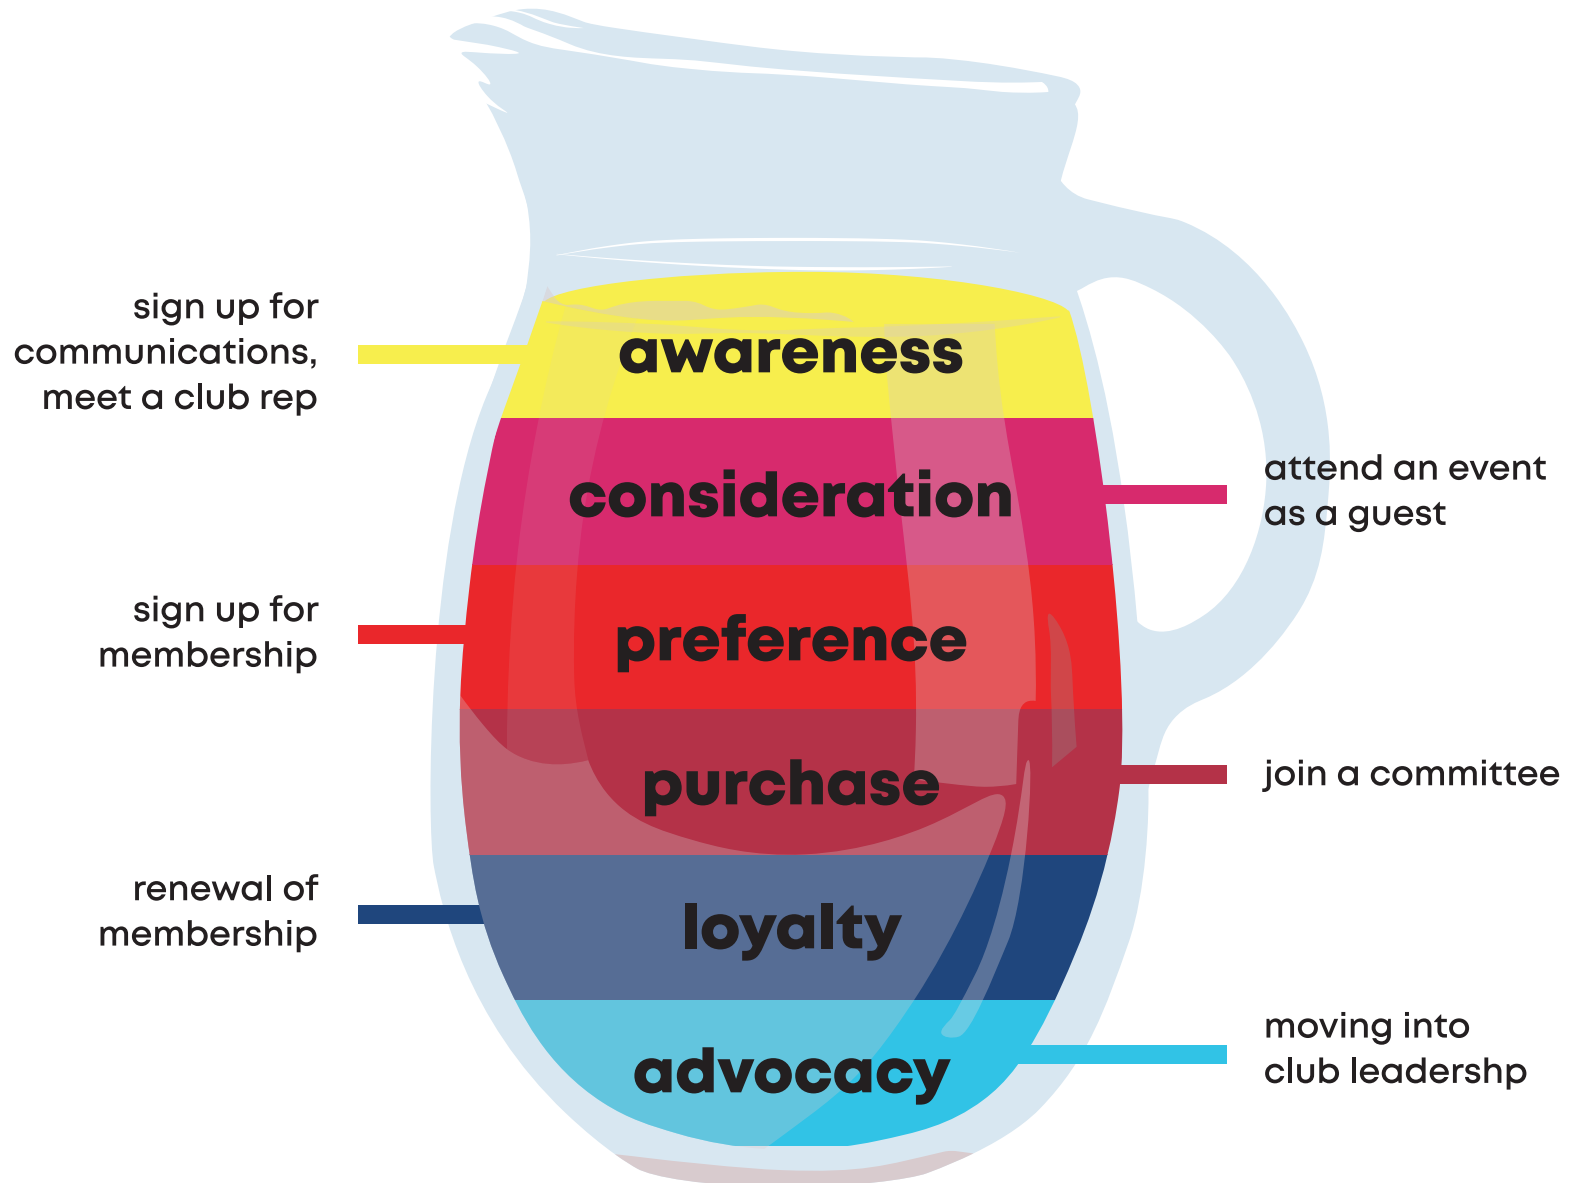 sign up for
communications,
meet a club rep
awareness
consideration
attend an event
as a guest
sign up for
membership
preference
purchase
join a committee
renewal of
membership
loyalty
advocacy
moving into
club leadershp